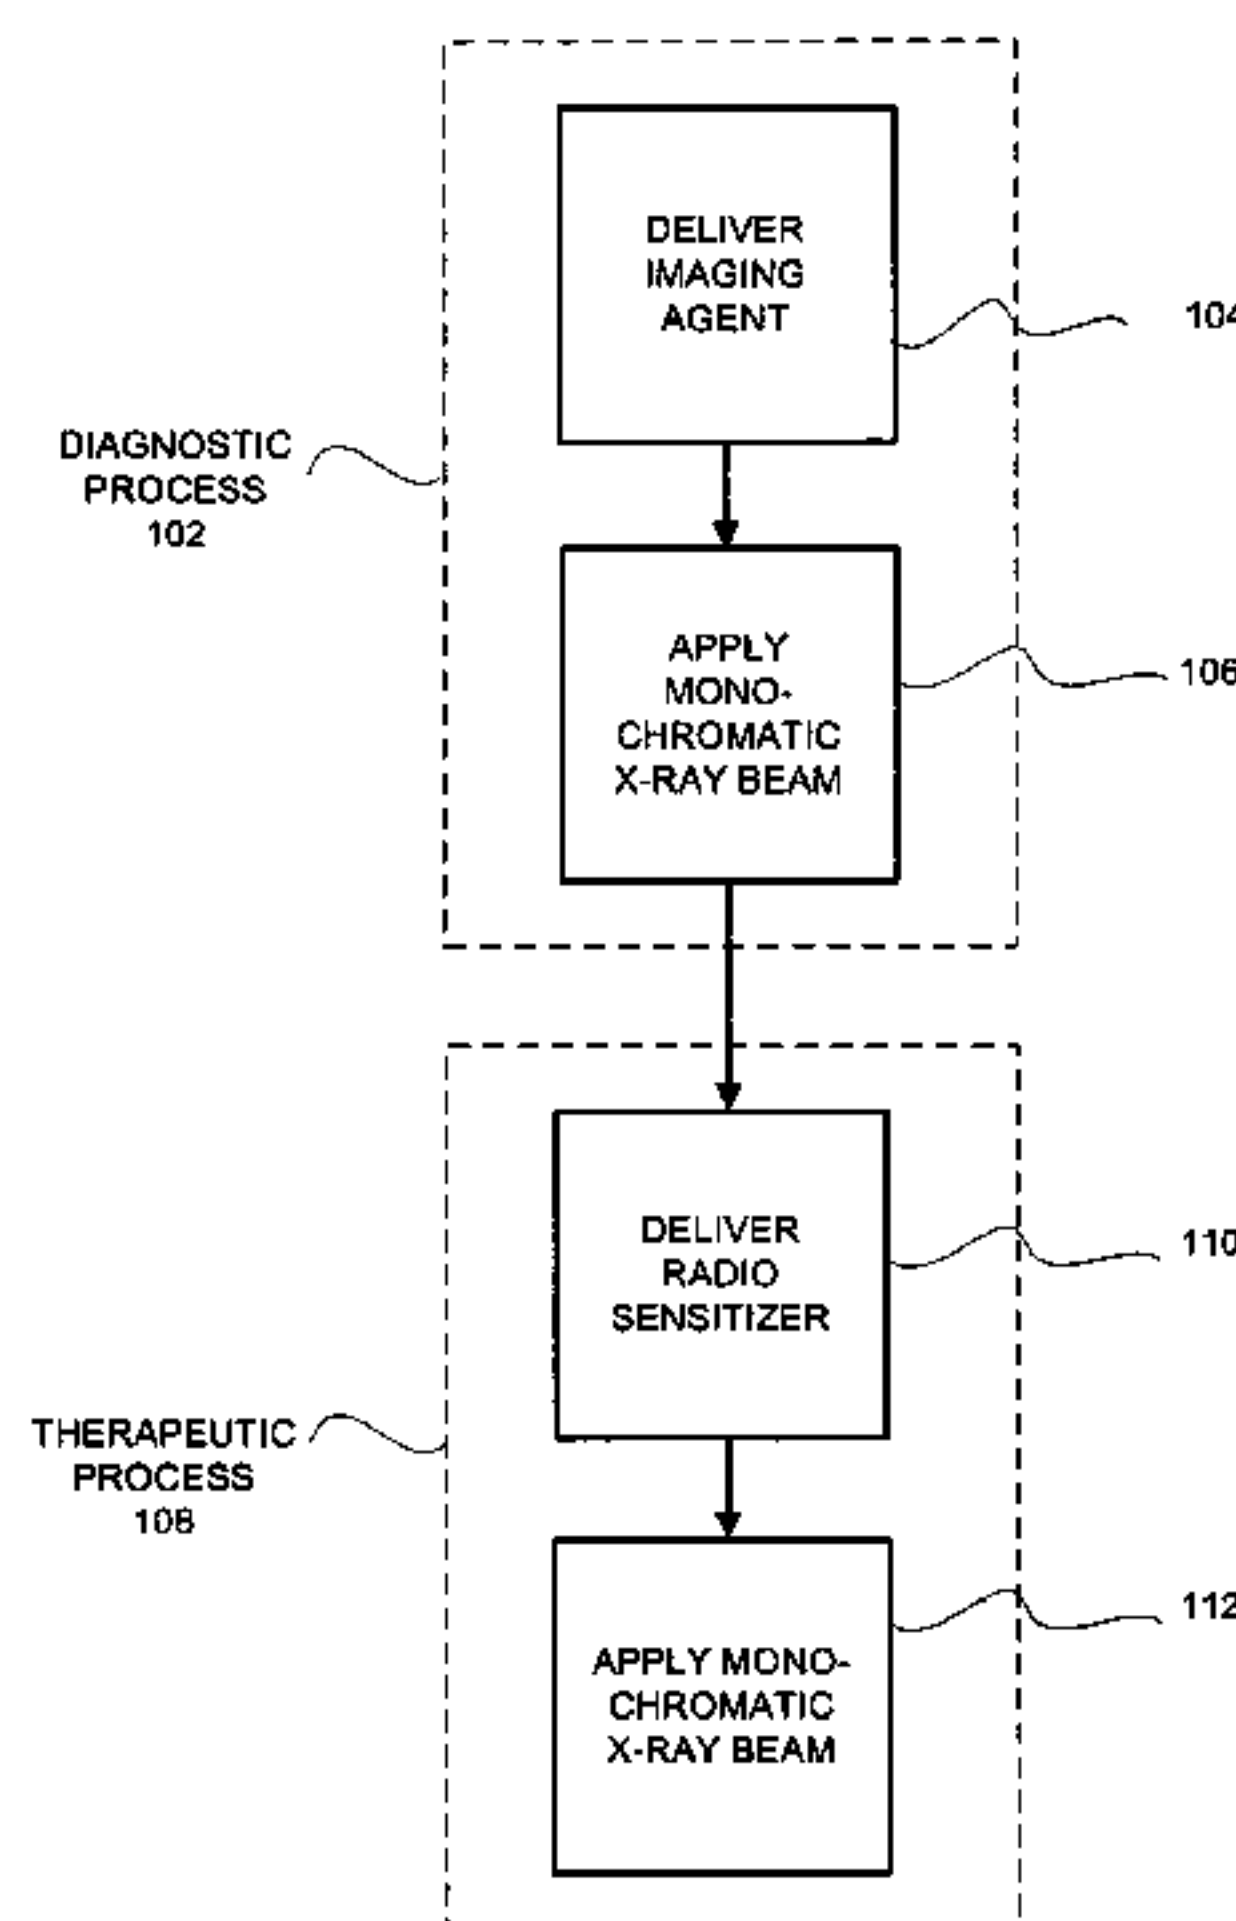 DELIVER
IMAGING
AGENT
104
DIAGNOSTIC
PROCESS
102
APPLY
MONO-
CHROMATIC
X-RAY BEAM
106
DELIVER
RADIO
SENSITIZER
110
THERAPEUTIC
PROCESS
108
APPLY MONO-
CHROMATIC
X-RAY BEAM
112